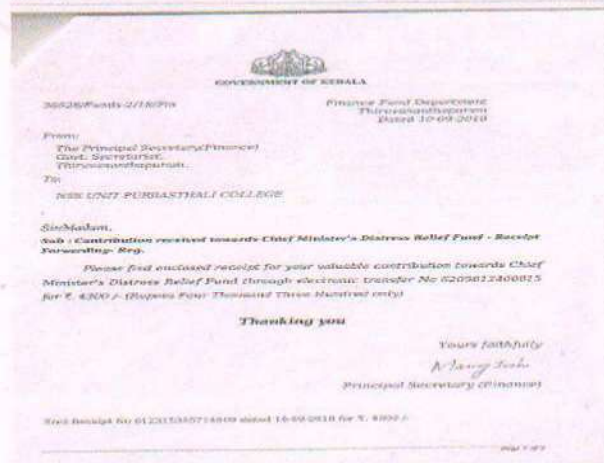 GOVERNMENT OF KERALA
Finance Fund Department
Thiruvananthapuram
Dated 10-09-2018
From:
The Principal Secretary(Finance)
Govt. Secretariat,
Thiruvananthapuram.
To:
NSS UNIT PURBASTHALI COLLEGE
Sir/Madam,
Sub : Contribution received towards Chief Minister's Distress Relief Fund - Receipt
Forwarding- Reg.
Please find enclosed receipt for your valuable contribution towards Chief
Minister's Distress Relief Fund through electronic transfer No
for ₹. 4300 /- (Rupees Four Thousand Three Hundred only)
Thanking you
Yours faithfully
Principal Secretary (Finance)
Encl Receipt No dated for ₹. 4300 /-